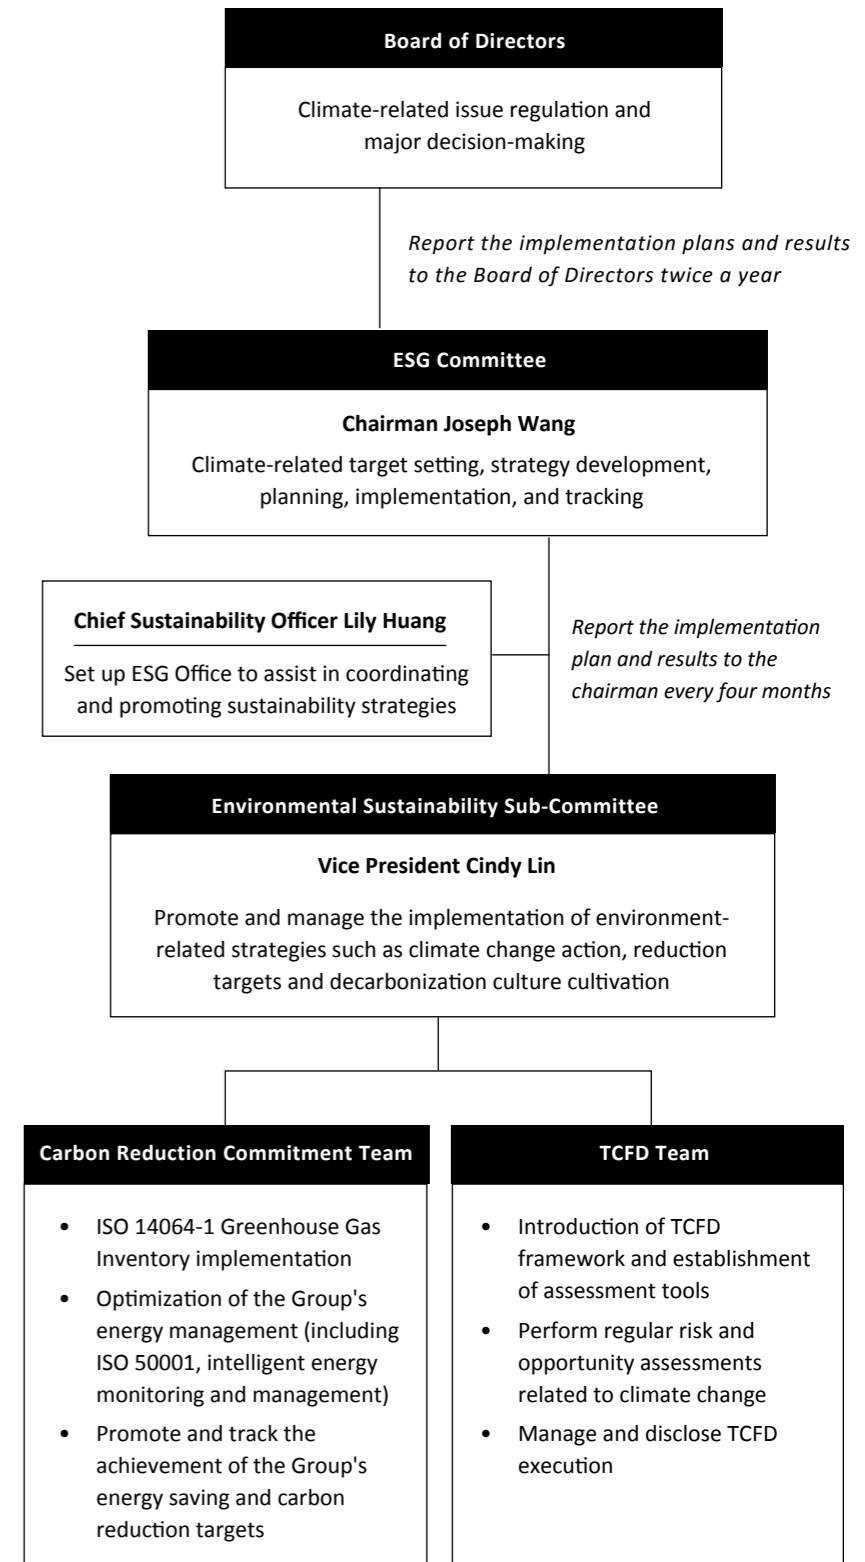 Board of Directors
Climate-related issue regulation and
major decision-making
Report the implementation plans and results
to the Board of Directors twice a year
ESG Committee
Chairman Joseph Wang
Climate-related target setting, strategy development,
planning, implementation, and tracking
Chief Sustainability Officer Lily Huang
Set up ESG Office to assist in coordinating
and promoting sustainability strategies
Report the implementation
plan and results to the
chairman every four months
Environmental Sustainability Sub-Committee
Vice President Cindy Lin
Promote and manage the implementation of environment-
related strategies such as climate change action, reduction
targets and decarbonization culture cultivation
Carbon Reduction Commitment Team
• ISO 14064-1 Greenhouse Gas
Inventory implementation
• Optimization of the Group's
energy management (including
ISO 50001, intelligent energy
monitoring and management)
• Promote and track the
achievement of the Group's
energy saving and carbon
reduction targets
TCFD Team
• Introduction of TCFD
framework and establishment
of assessment tools
• Perform regular risk and
opportunity assessments
related to climate change
• Manage and disclose TCFD
execution